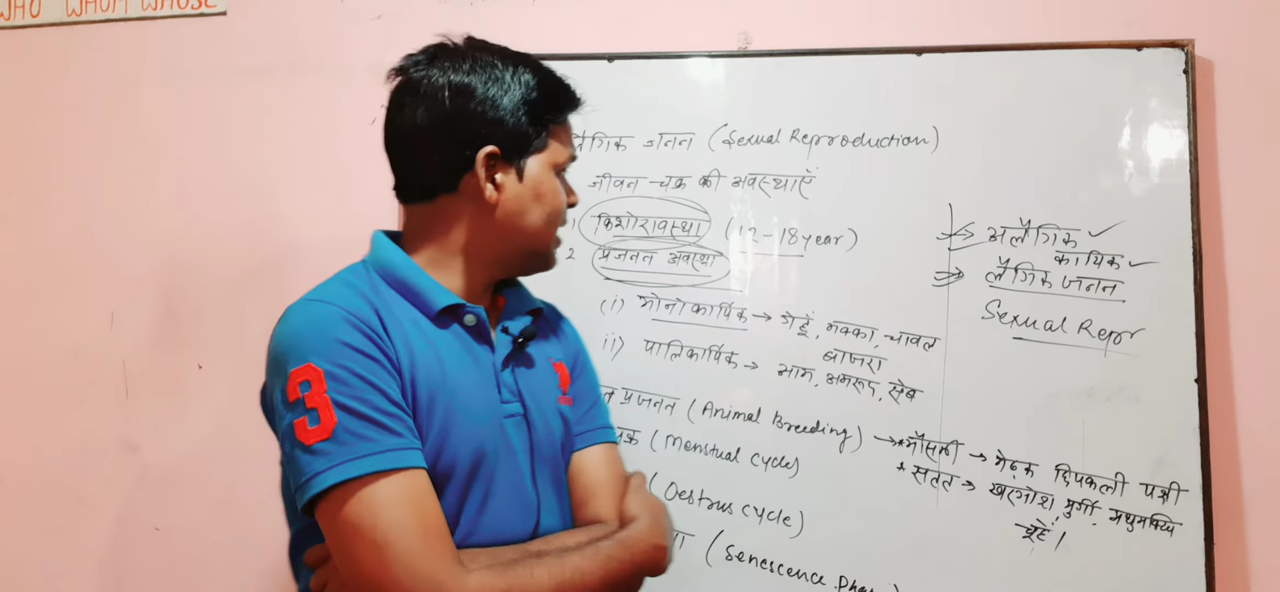 WHO WHOM WHOSE
लैंगिक जनन (Sexual Reproduction)
जीवन चक्र की अवस्थाएँ
1 किशोरावस्था (12-18 year)
2 प्रजनन अवस्था
(i) मोनोकार्पिक → गेहूं, मक्का, चावल
बाजरा
ii) पालिकार्पिक → आम, अमरूद, सेब
प्रजनन (Animal Breeding) → * मौसमी → मेढ़क छिपकली पक्षी
(Menstual Cycle)
* सतत → खरगोश, मुर्गी, मधुमक्खि
चूहे।
(Oestrus cycle)
(Senescence
→ अलैंगिक ✓
कायिक ✓
⇒ लैंगिक जनन
Sexual Repr
3